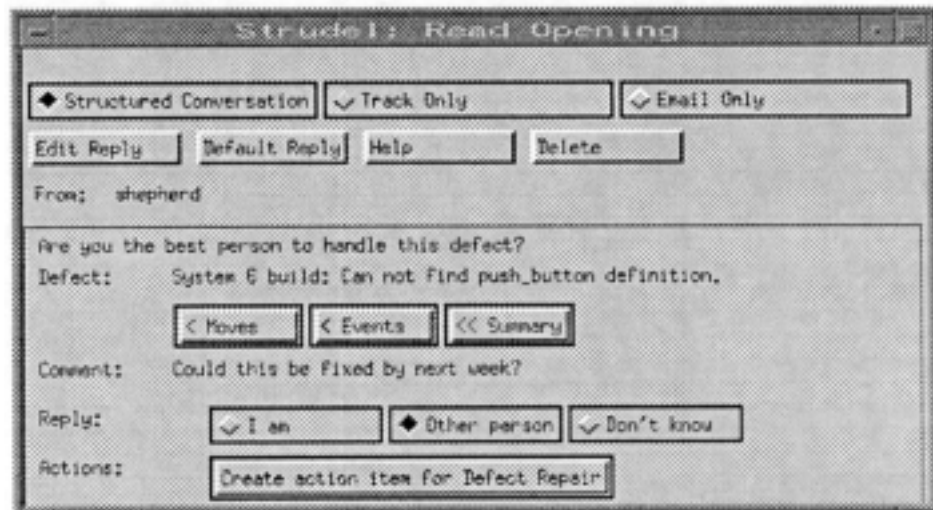 Strudel: Read Opening
Structured Conversation Track Only Email Only
Edit Reply Default Reply Help Delete
From: shepherd
Are you the best person to handle this defect?
Defect: System 6 build: Can not find push_button definition.
< Moves < Events << Summary
Comment: Could this be fixed by next week?
Reply: I am Other person Don't know
Actions: Create action item for Defect Repair